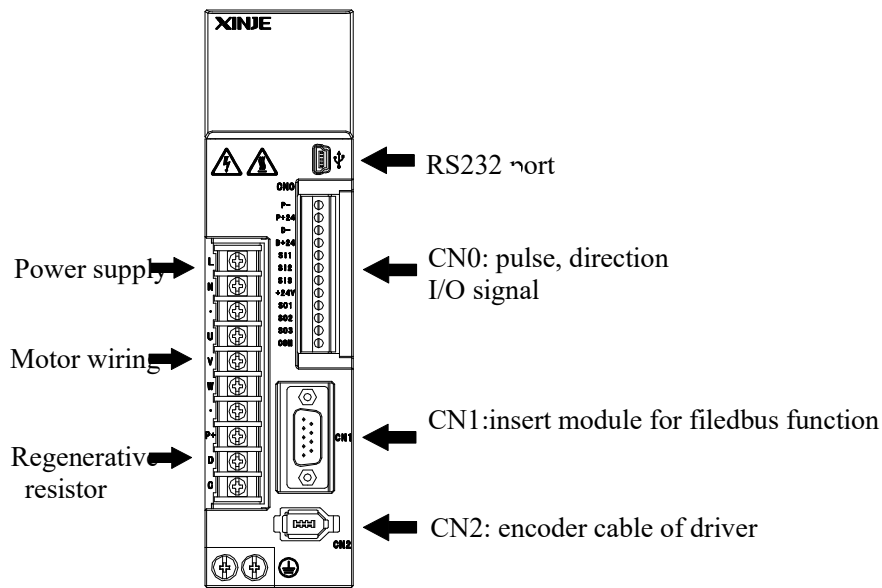 XINJE
RS232 port
CN0
P-
P+24
D-
D+24
SI1
SI2
SI3
+24V
SO1
SO2
SO3
COM
CN0: pulse, direction
I/O signal
Power supply
L
N
·
U
V
W
·
P+
D
C
Motor wiring
Regenerative
resistor
CN1
CN1:insert module for filedbus function
CN2
CN2: encoder cable of driver